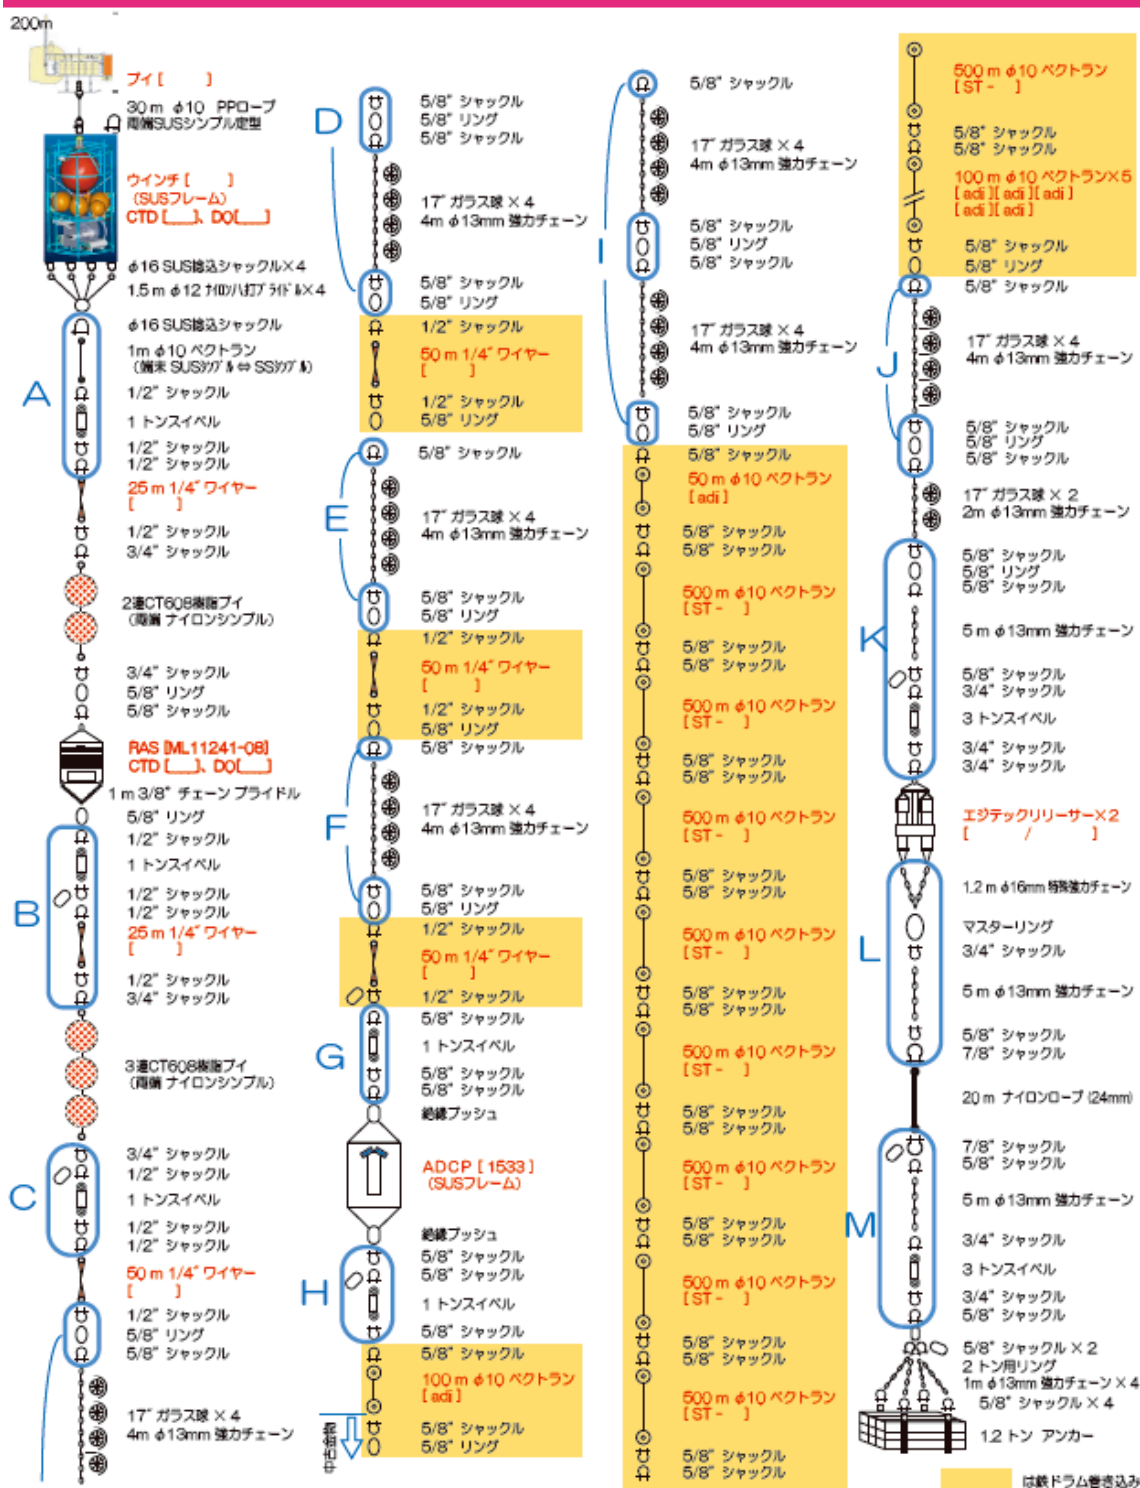 200m
ブイ [ ]
30 m φ10 PPロープ
両端SUSシンブル定型
ウインチ [ ]
(SUSフレーム)
CTD [___]、DO[___]
φ16 SUS捻込シャックル×4
1.5 m φ12 ナイロン八打ブライドル×4
A
φ16 SUS捻込シャックル
1m φ10 ベクトラン
(端末 SUSシンブル ⇔ SSシンブル)
1/2" シャックル
1 トンスイベル
1/2" シャックル
1/2" シャックル
25 m 1/4" ワイヤー
[ ]
1/2" シャックル
3/4" シャックル
2連CT608樹脂ブイ
(両端 ナイロンシンブル)
3/4" シャックル
5/8" リング
5/8" シャックル
RAS [ML11241-08]
CTD [___]、DO[___]
1 m 3/8" チェーン ブライドル
5/8" リング
B
1/2" シャックル
1 トンスイベル
1/2" シャックル
1/2" シャックル
25 m 1/4" ワイヤー
[ ]
1/2" シャックル
3/4" シャックル
3連CT608樹脂ブイ
(両端 ナイロンシンブル)
C
3/4" シャックル
1/2" シャックル
1 トンスイベル
1/2" シャックル
1/2" シャックル
50 m 1/4" ワイヤー
[ ]
1/2" シャックル
5/8" リング
5/8" シャックル
17" ガラス球 × 4
4m φ13mm 強力チェーン
D
5/8" シャックル
5/8" リング
5/8" シャックル
17" ガラス球 × 4
4m φ13mm 強力チェーン
5/8" シャックル
5/8" リング
1/2" シャックル
50 m 1/4" ワイヤー
[ ]
1/2" シャックル
5/8" リング
E
5/8" シャックル
17" ガラス球 × 4
4m φ13mm 強力チェーン
5/8" シャックル
5/8" リング
1/2" シャックル
50 m 1/4" ワイヤー
[ ]
1/2" シャックル
5/8" リング
F
5/8" シャックル
17" ガラス球 × 4
4m φ13mm 強力チェーン
5/8" シャックル
5/8" リング
1/2" シャックル
50 m 1/4" ワイヤー
[ ]
1/2" シャックル
G
5/8" シャックル
1 トンスイベル
5/8" シャックル
5/8" シャックル
絶縁ブッシュ
ADCP [ 1533 ]
(SUSフレーム)
絶縁ブッシュ
H
5/8" シャックル
5/8" シャックル
1 トンスイベル
5/8" シャックル
5/8" シャックル
100 m φ10 ベクトラン
[ adj ]
中古金物
5/8" シャックル
5/8" リング
I
5/8" シャックル
17" ガラス球 × 4
4m φ13mm 強力チェーン
5/8" シャックル
5/8" リング
5/8" シャックル
17" ガラス球 × 4
4m φ13mm 強力チェーン
5/8" シャックル
5/8" リング
5/8" シャックル
50 m φ10 ベクトラン
[ adj ]
5/8" シャックル
5/8" シャックル
500 m φ10 ベクトラン
[ ST - ]
5/8" シャックル
5/8" シャックル
500 m φ10 ベクトラン
[ ST - ]
5/8" シャックル
5/8" シャックル
500 m φ10 ベクトラン
[ ST - ]
5/8" シャックル
5/8" シャックル
500 m φ10 ベクトラン
[ ST - ]
5/8" シャックル
5/8" シャックル
500 m φ10 ベクトラン
[ ST - ]
5/8" シャックル
5/8" シャックル
500 m φ10 ベクトラン
[ ST - ]
5/8" シャックル
5/8" シャックル
500 m φ10 ベクトラン
[ ST - ]
5/8" シャックル
5/8" シャックル
500 m φ10 ベクトラン
[ ST - ]
5/8" シャックル
5/8" シャックル
500 m φ10 ベクトラン
[ ST - ]
5/8" シャックル
5/8" シャックル
100 m φ10 ベクトラン×5
[ adj ][ adj ][ adj ]
[ adj ][ adj ]
5/8" シャックル
5/8" リング
J
5/8" シャックル
17" ガラス球 × 4
4m φ13mm 強力チェーン
5/8" シャックル
5/8" リング
5/8" シャックル
17" ガラス球 × 2
2m φ13mm 強力チェーン
K
5/8" シャックル
5/8" リング
5/8" シャックル
5 m φ13mm 強力チェーン
5/8" シャックル
3/4" シャックル
3 トンスイベル
3/4" シャックル
3/4" シャックル
エジテックリリーサー×2
[ / ]
L
1.2 m φ16mm 特殊強力チェーン
マスターリング
3/4" シャックル
5 m φ13mm 強力チェーン
5/8" シャックル
7/8" シャックル
20 m ナイロンロープ (24mm)
M
7/8" シャックル
5/8" シャックル
5 m φ13mm 強力チェーン
3/4" シャックル
3 トンスイベル
3/4" シャックル
5/8" シャックル
5/8" シャックル × 2
2 トン用リング
1m φ13mm 強力チェーン × 4
5/8" シャックル × 4
1.2 トン アンカー
は鉄ドラム巻き込み